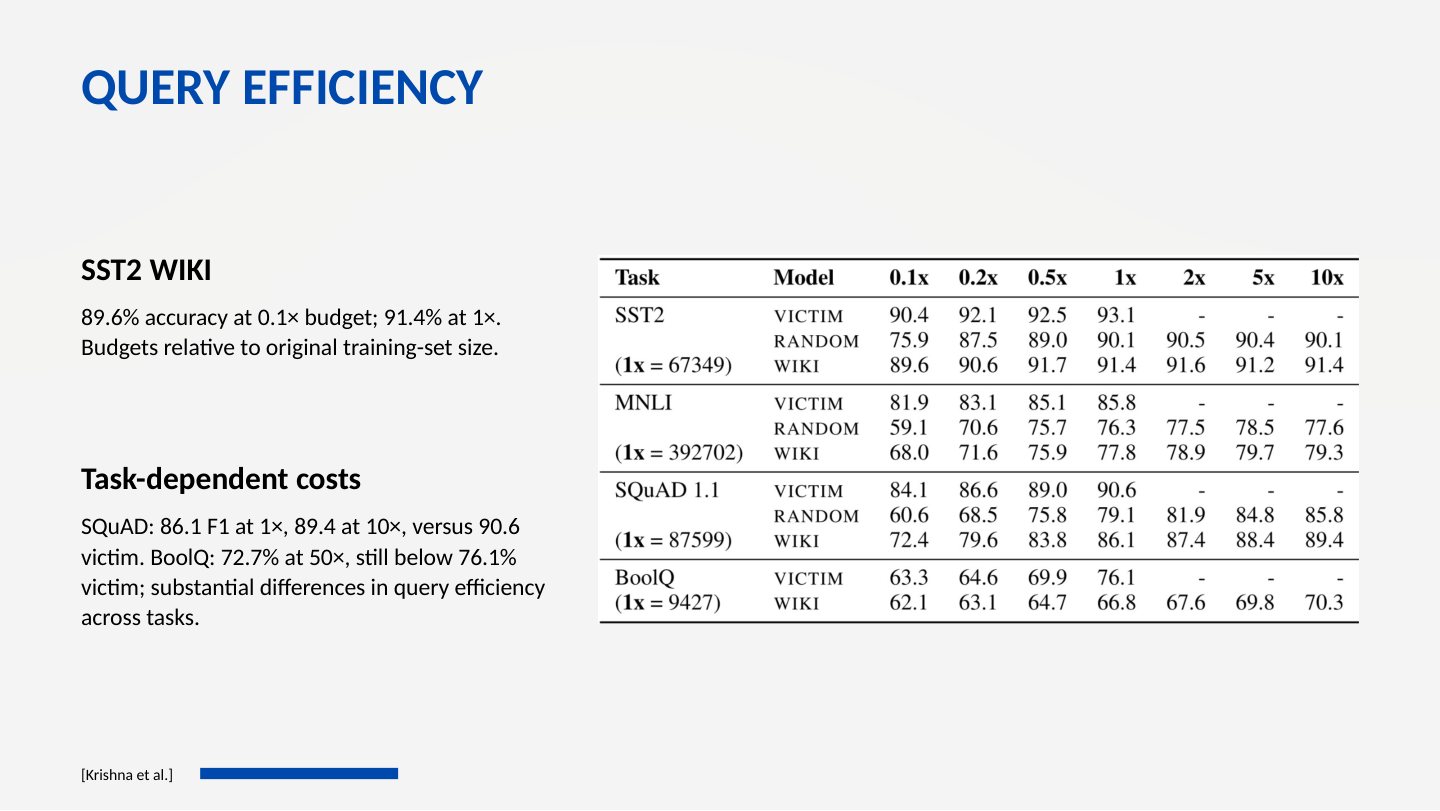 QUERY EFFICIENCY
SST2 WIKI
89.6% accuracy at 0.1× budget; 91.4% at 1×.
Budgets relative to original training-set size.
Task-dependent costs
SQuAD: 86.1 F1 at 1×, 89.4 at 10×, versus 90.6
victim. BoolQ: 72.7% at 50×, still below 76.1%
victim; substantial differences in query efficiency
across tasks.
Task Model 0.1x 0.2x 0.5x 1x 2x 5x 10x
SST2 VICTIM 90.4 92.1 92.5 93.1 - - -
RANDOM 75.9 87.5 89.0 90.1 90.5 90.4 90.1
(1x = 67349) WIKI 89.6 90.6 91.7 91.4 91.6 91.2 91.4
MNLI VICTIM 81.9 83.1 85.1 85.8 - - -
RANDOM 59.1 70.6 75.7 76.3 77.5 78.5 77.6
(1x = 392702) WIKI 68.0 71.6 75.9 77.8 78.9 79.7 79.3
SQuAD 1.1 VICTIM 84.1 86.6 89.0 90.6 - - -
RANDOM 60.6 68.5 75.8 79.1 81.9 84.8 85.8
(1x = 87599) WIKI 72.4 79.6 83.8 86.1 87.4 88.4 89.4
BoolQ VICTIM 63.3 64.6 69.9 76.1 - - -
(1x = 9427) WIKI 62.1 63.1 64.7 66.8 67.6 69.8 70.3
[Krishna et al.]